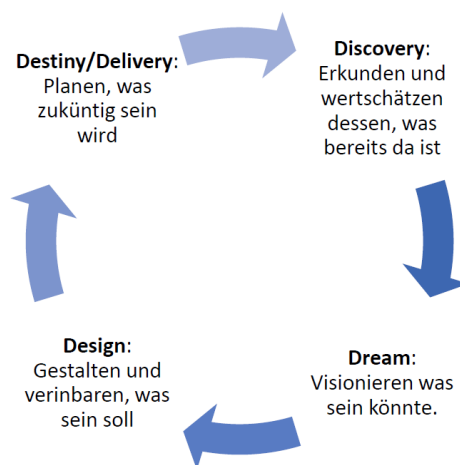 Discovery:
Erkunden und
wertschätzen
dessen, was
bereits da ist
Dream:
Visionieren was
sein könnte.
Design:
Gestalten und
verinbaren, was
sein soll
Destiny/Delivery:
Planen, was
zuküntig sein
wird